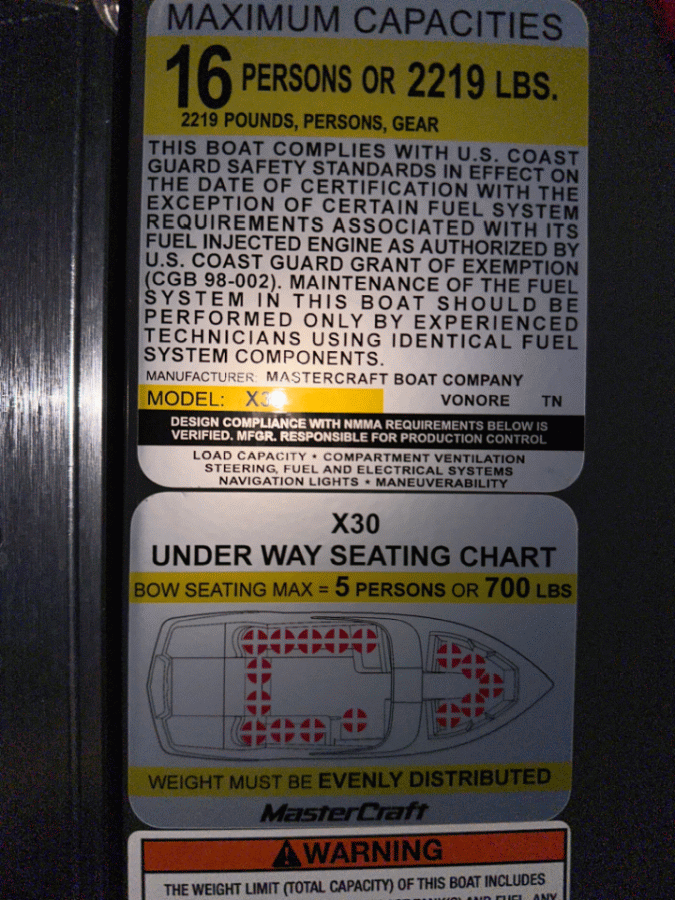 MAXIMUM CAPACITIES
16 PERSONS OR 2219 LBS.
2219 POUNDS, PERSONS, GEAR
THIS BOAT COMPLIES WITH U.S. COAST
GUARD SAFETY STANDARDS IN EFFECT ON
THE DATE OF CERTIFICATION WITH THE
EXCEPTION OF CERTAIN FUEL SYSTEM
REQUIREMENTS ASSOCIATED WITH ITS
FUEL INJECTED ENGINE AS AUTHORIZED BY
U.S. COAST GUARD GRANT OF EXEMPTION
(CGB 98-002). MAINTENANCE OF THE FUEL
SYSTEM IN THIS BOAT SHOULD BE
PERFORMED ONLY BY EXPERIENCED
TECHNICIANS USING IDENTICAL FUEL
SYSTEM COMPONENTS.
MANUFACTURER: MASTERCRAFT BOAT COMPANY
MODEL: X30 VONORE TN
DESIGN COMPLIANCE WITH NMMA REQUIREMENTS BELOW IS
VERIFIED. MFGR. RESPONSIBLE FOR PRODUCTION CONTROL
LOAD CAPACITY • COMPARTMENT VENTILATION
STEERING, FUEL AND ELECTRICAL SYSTEMS
NAVIGATION LIGHTS • MANEUVERABILITY
X30
UNDER WAY SEATING CHART
BOW SEATING MAX = 5 PERSONS OR 700 LBS
WEIGHT MUST BE EVENLY DISTRIBUTED
MasterCraft
WARNING
THE WEIGHT LIMIT (TOTAL CAPACITY) OF THIS BOAT INCLUDES
AND FUEL. ANY